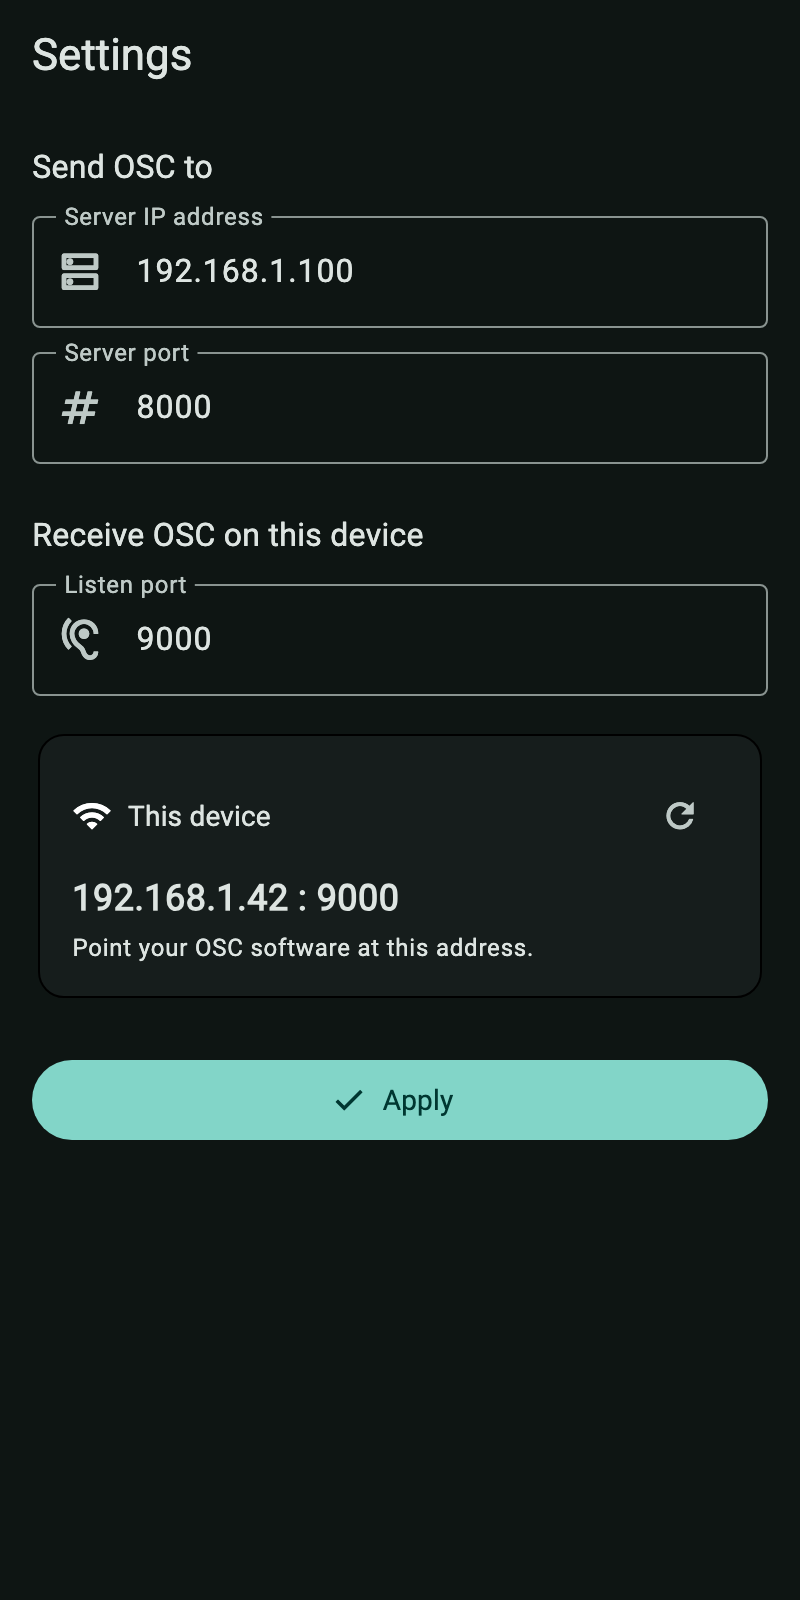 Settings
Send OSC to
Server IP address
192.168.1.100
Server port
8000
Receive OSC on this device
Listen port
9000
This device
192.168.1.42 : 9000
Point your OSC software at this address.
Apply